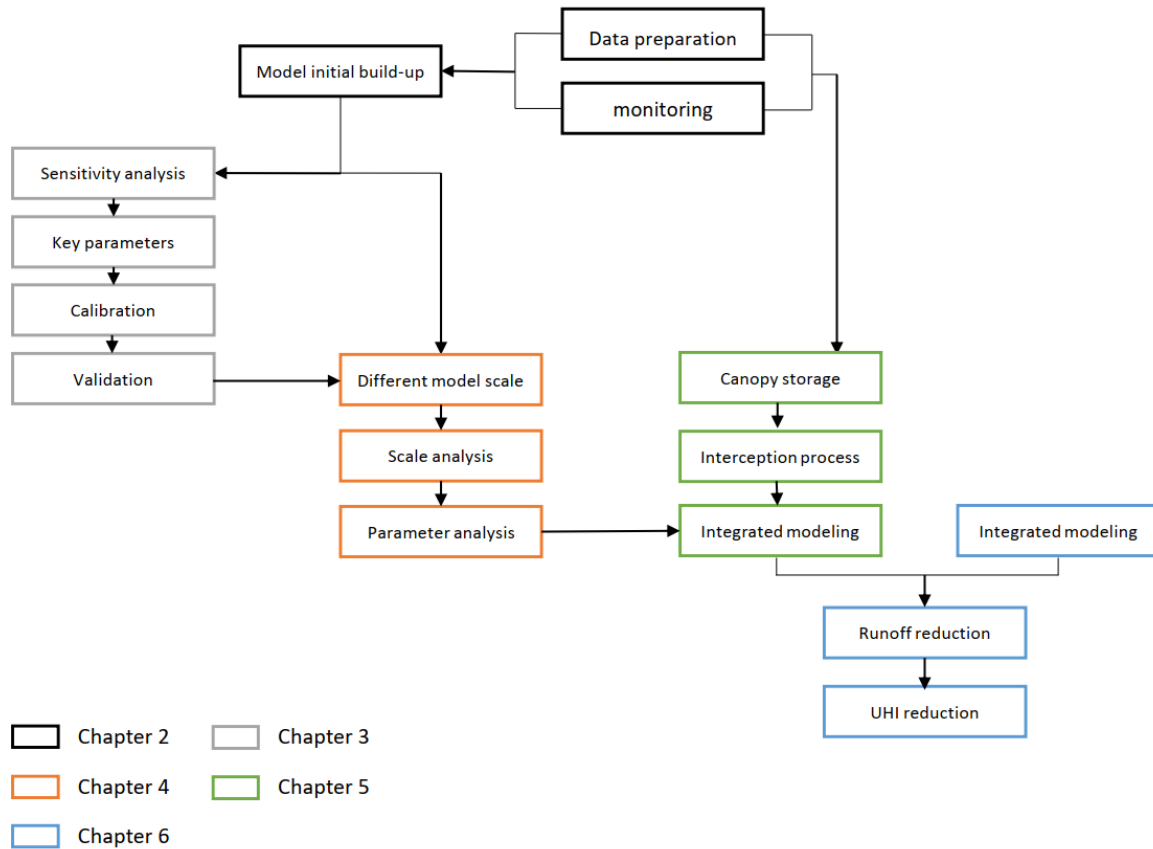 Data preparation
Model initial build-up
monitoring
Sensitivity analysis
Key parameters
Calibration
Validation
Different model scale
Canopy storage
Scale analysis
Interception process
Parameter analysis
Integrated modeling
Integrated modeling
Runoff reduction
UHI reduction
Chapter 2
Chapter 3
Chapter 4
Chapter 5
Chapter 6